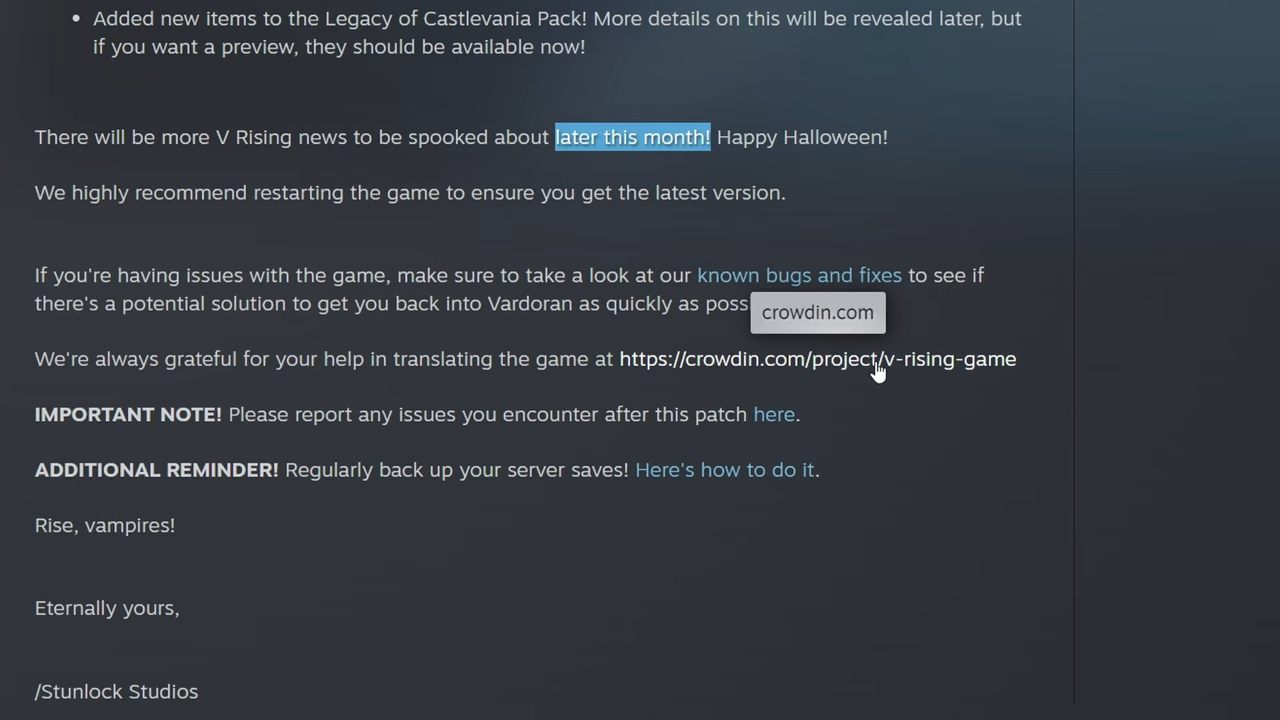 • Added new items to the Legacy of Castlevania Pack! More details on this will be revealed later, but
if you want a preview, they should be available now!
There will be more V Rising news to be spooked about later this month! Happy Halloween!
We highly recommend restarting the game to ensure you get the latest version.
If you're having issues with the game, make sure to take a look at our known bugs and fixes to see if
there's a potential solution to get you back into Vardoran as quickly as
crowdin.com
We're always grateful for your help in translating the game at https://crowdin.com/project/v-rising-game
IMPORTANT NOTE! Please report any issues you encounter after this patch here.
ADDITIONAL REMINDER! Regularly back up your server saves! Here's how to do it.
Rise, vampires!
Eternally yours,
/Stunlock Studios